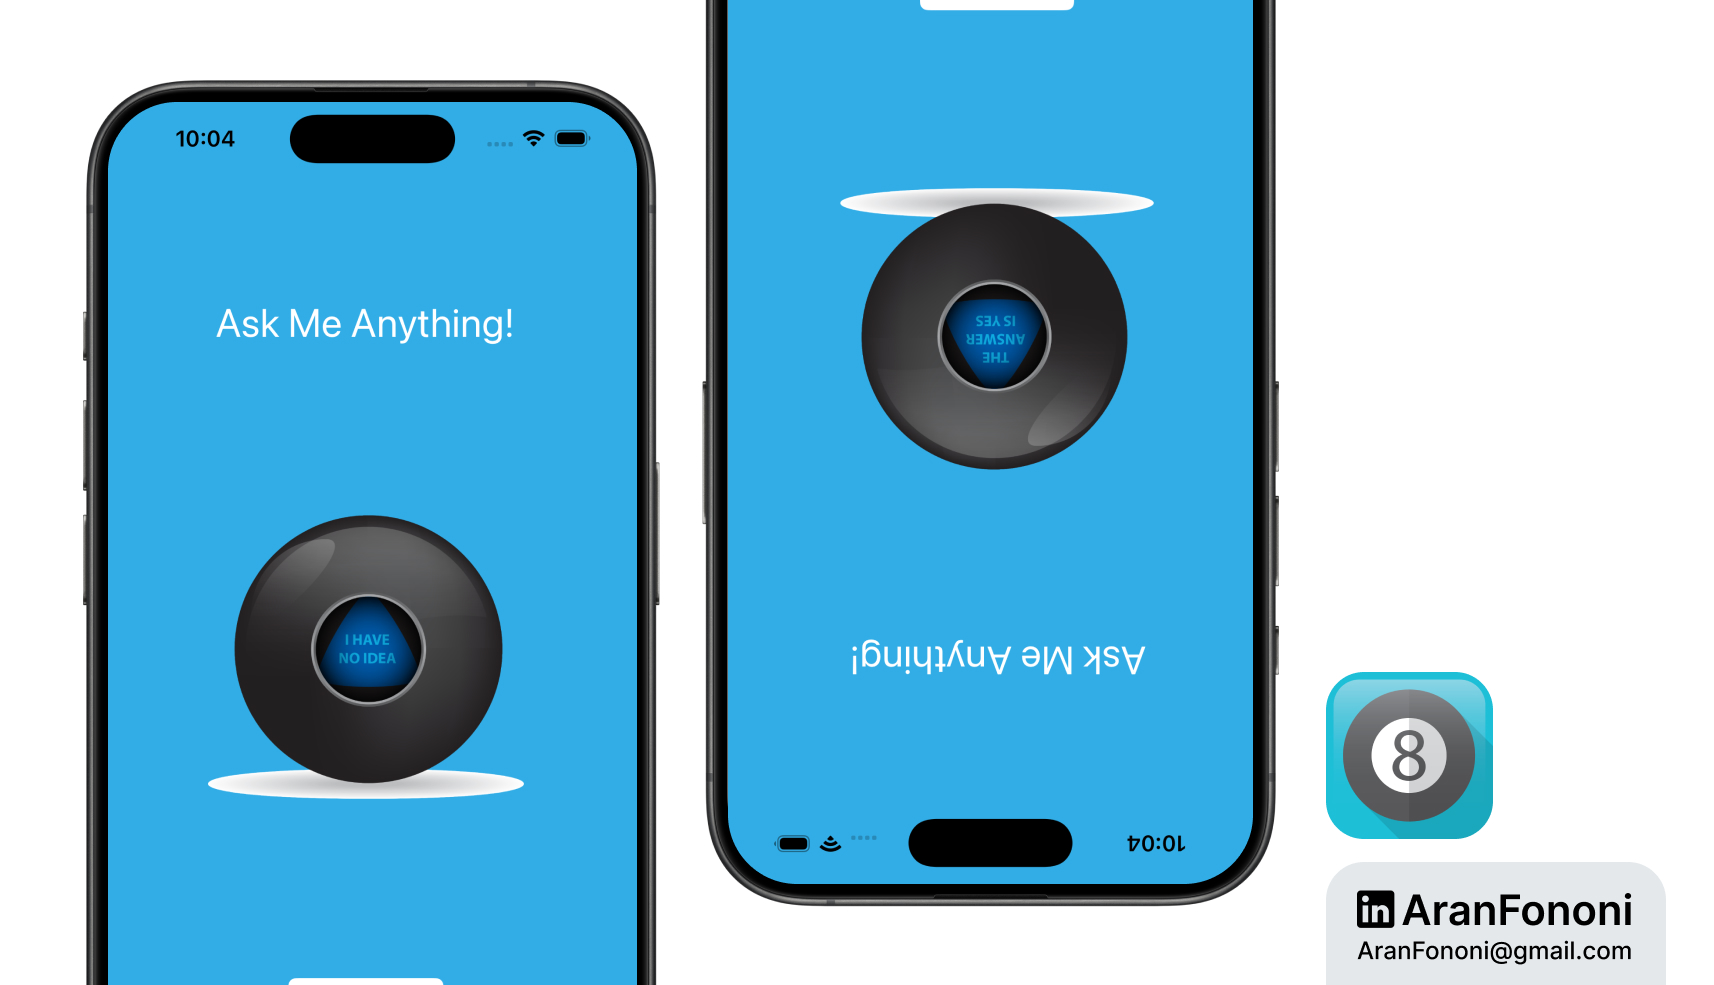 10:04
Ask Me Anything!
I HAVE
NO IDEA
THE
ANSWER
IS YES
Ask Me Anything!
10:04
8
in AranFononi
AranFononi@gmail.com